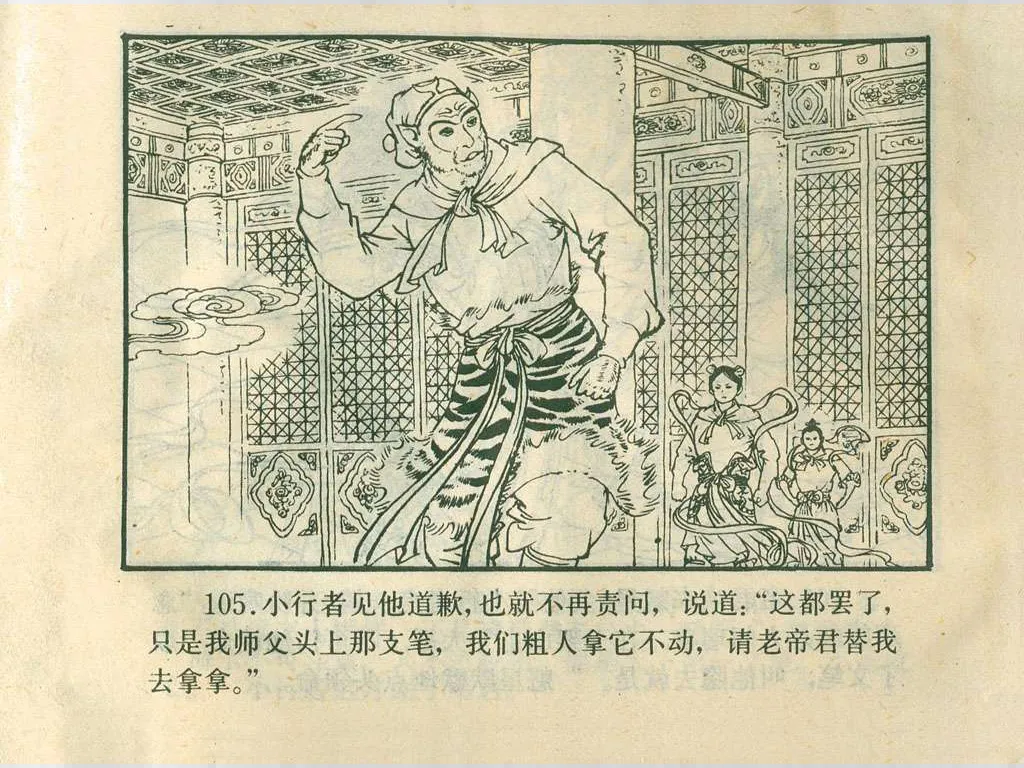 105.小行者见他道歉，也就不再责问，说道：“这都罢了，
只是我师父头上那支笔，我们粗人拿它不动，请老帝君替我
去拿拿。”